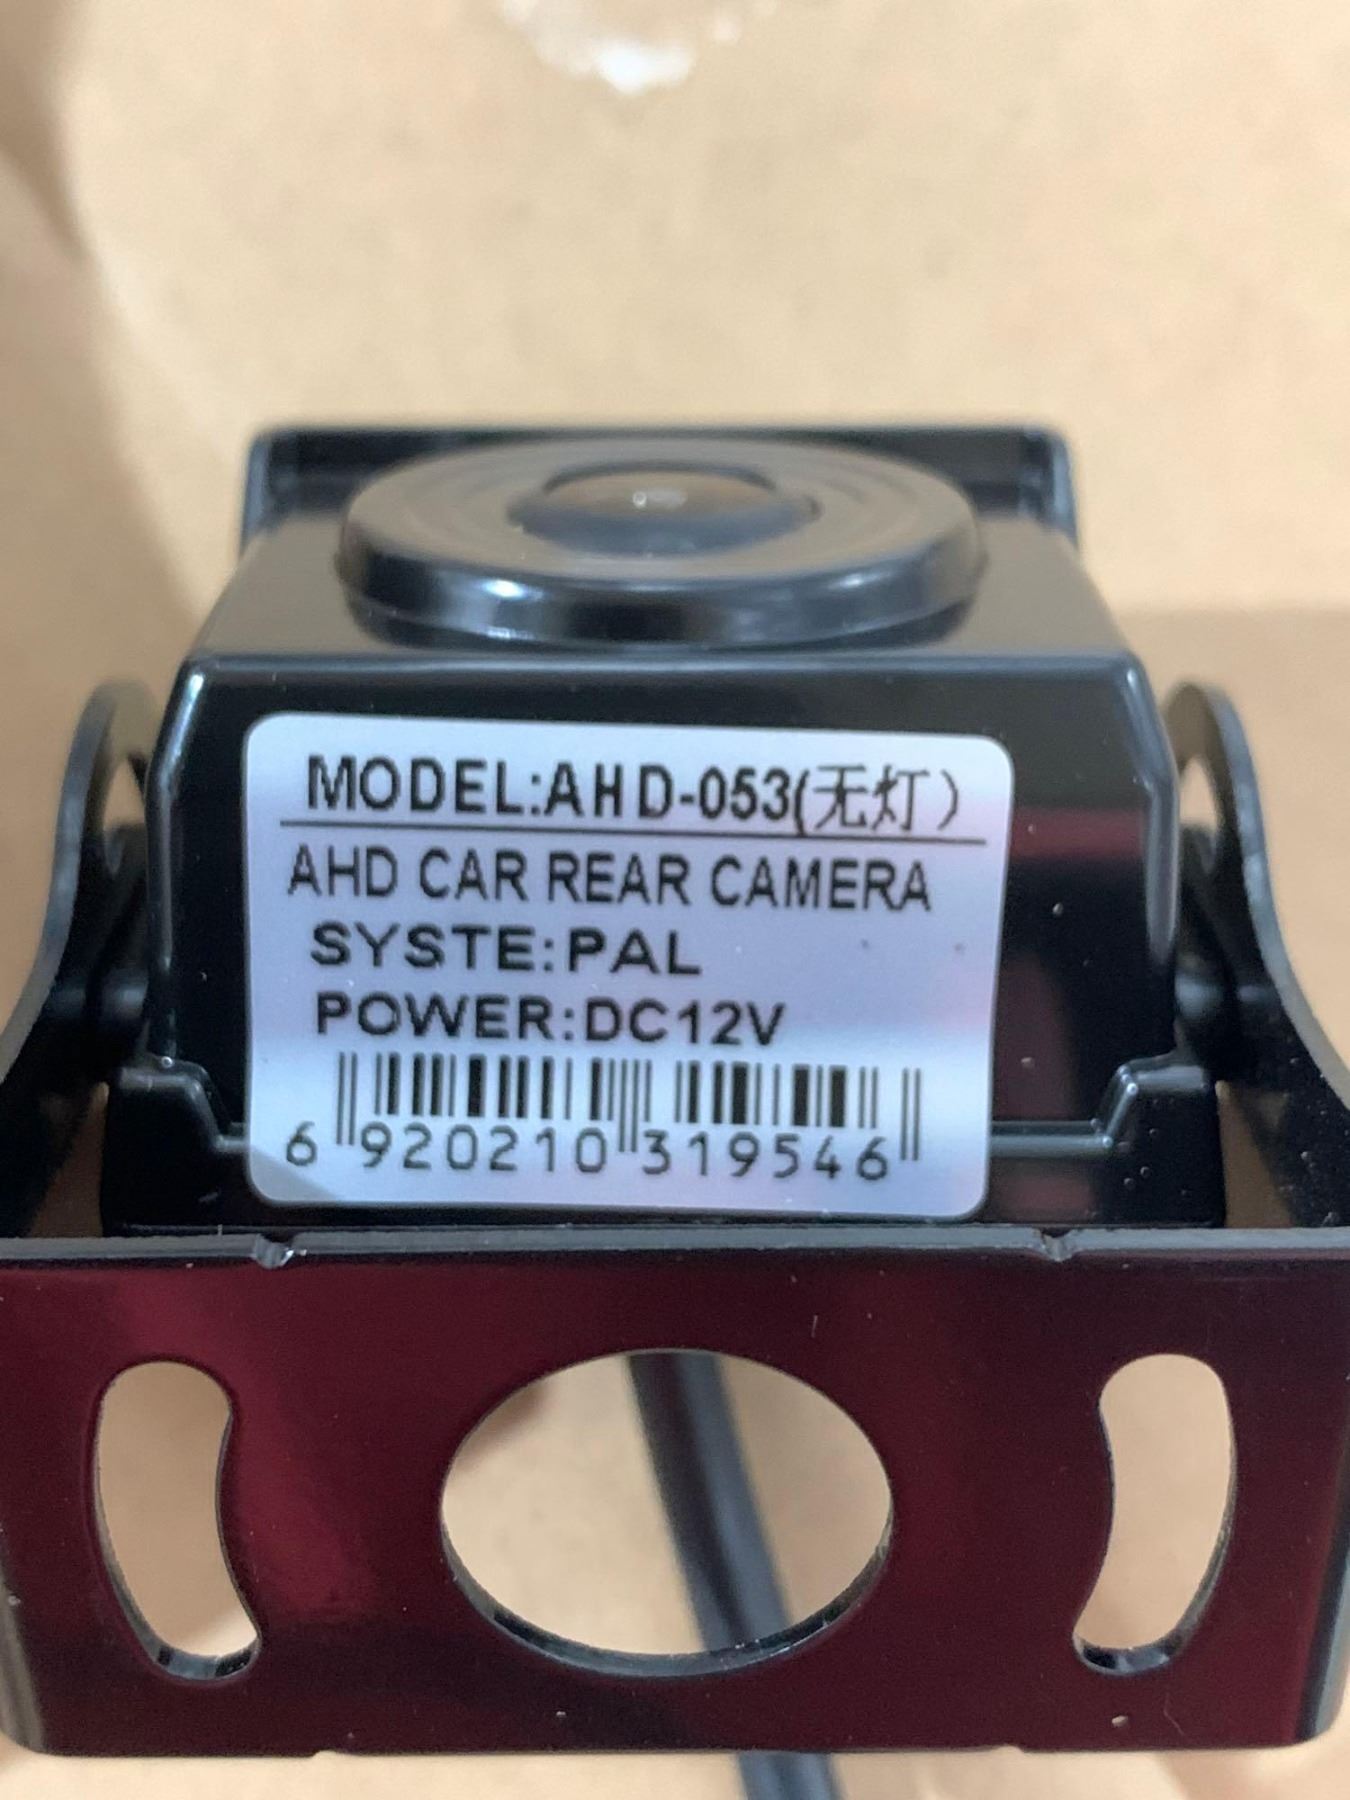 MODEL:AHD-053(无灯）
AHD CAR REAR CAMERA
SYSTE:PAL
POWER:DC12V
6 920210 319546